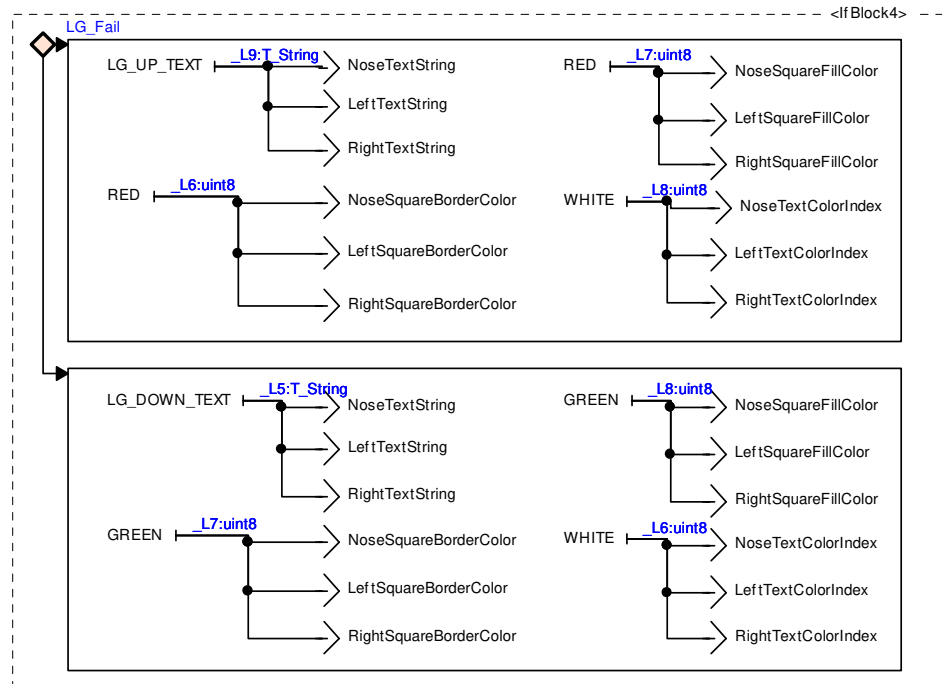 <If Block4>
LG_Fail
LG_UP_TEXT _L9:T_String NoseTextString
LeftTextString
RightTextString
RED _L7:uint8 NoseSquareFillColor
LeftSquareFillColor
RightSquareFillColor
RED _L6:uint8 NoseSquareBorderColor
LeftSquareBorderColor
RightSquareBorderColor
WHITE _L8:uint8 NoseTextColorIndex
LeftTextColorIndex
RightTextColorIndex
LG_DOWN_TEXT _L5:T_String NoseTextString
LeftTextString
RightTextString
GREEN _L8:uint8 NoseSquareFillColor
LeftSquareFillColor
RightSquareFillColor
GREEN _L7:uint8 NoseSquareBorderColor
LeftSquareBorderColor
RightSquareBorderColor
WHITE _L6:uint8 NoseTextColorIndex
LeftTextColorIndex
RightTextColorIndex